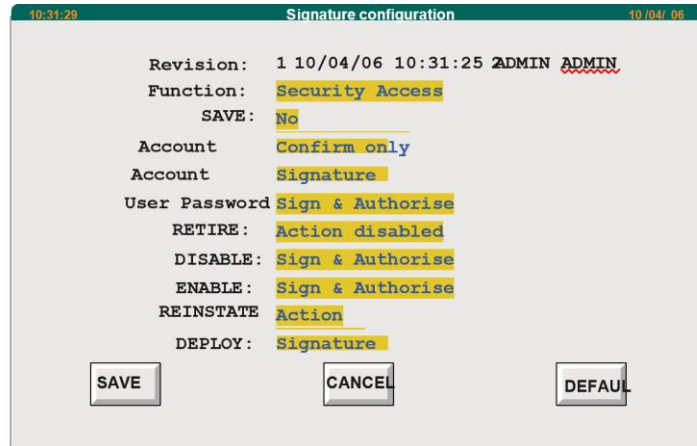 10:31:29 Signature configuration 10 /04/ 06
Revision: 1 10/04/06 10:31:25 2ADMIN ADMIN
Function: Security Access
SAVE: No
Account Confirm only
Account Signature
User Password Sign & Authorise
RETIRE: Action disabled
DISABLE: Sign & Authorise
ENABLE: Sign & Authorise
REINSTATE Action
DEPLOY: Signature
SAVE CANCEL DEFAUL